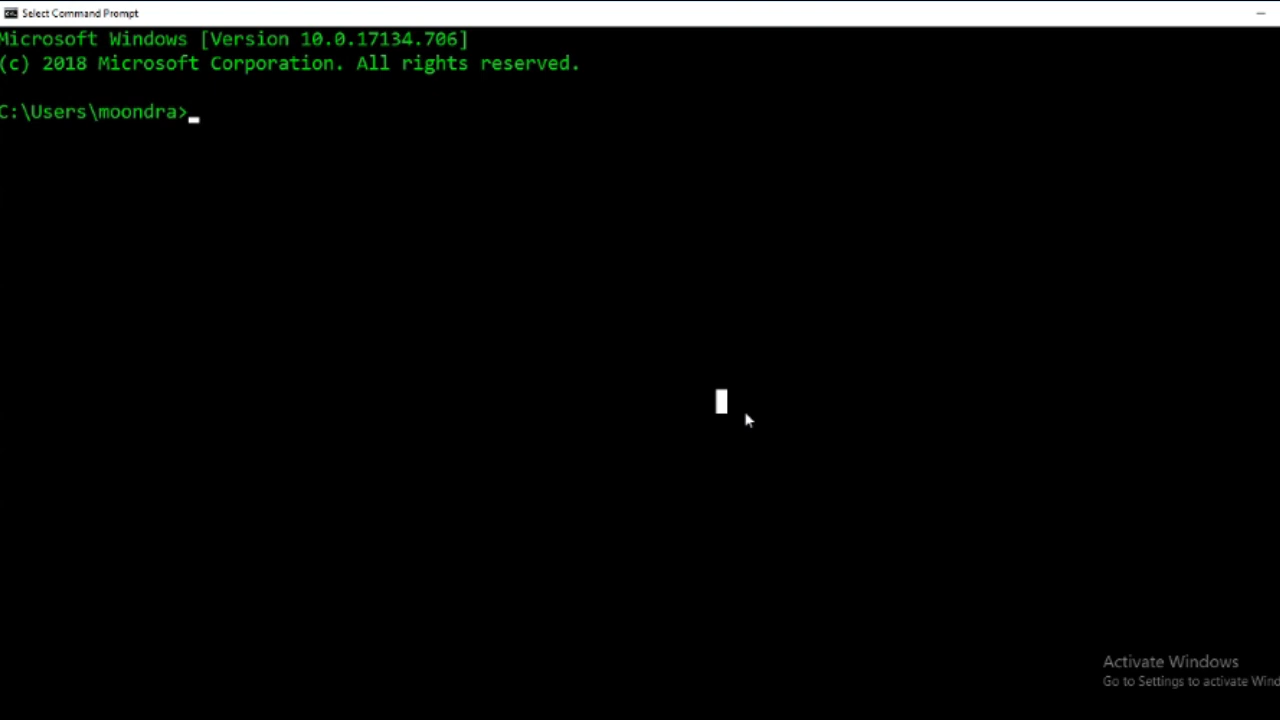 Select Command Prompt
Microsoft Windows [Version 10.0.17134.706]
(c) 2018 Microsoft Corporation. All rights reserved.
C:\Users\moondra>
Activate Windows
Go to Settings to activate Wind